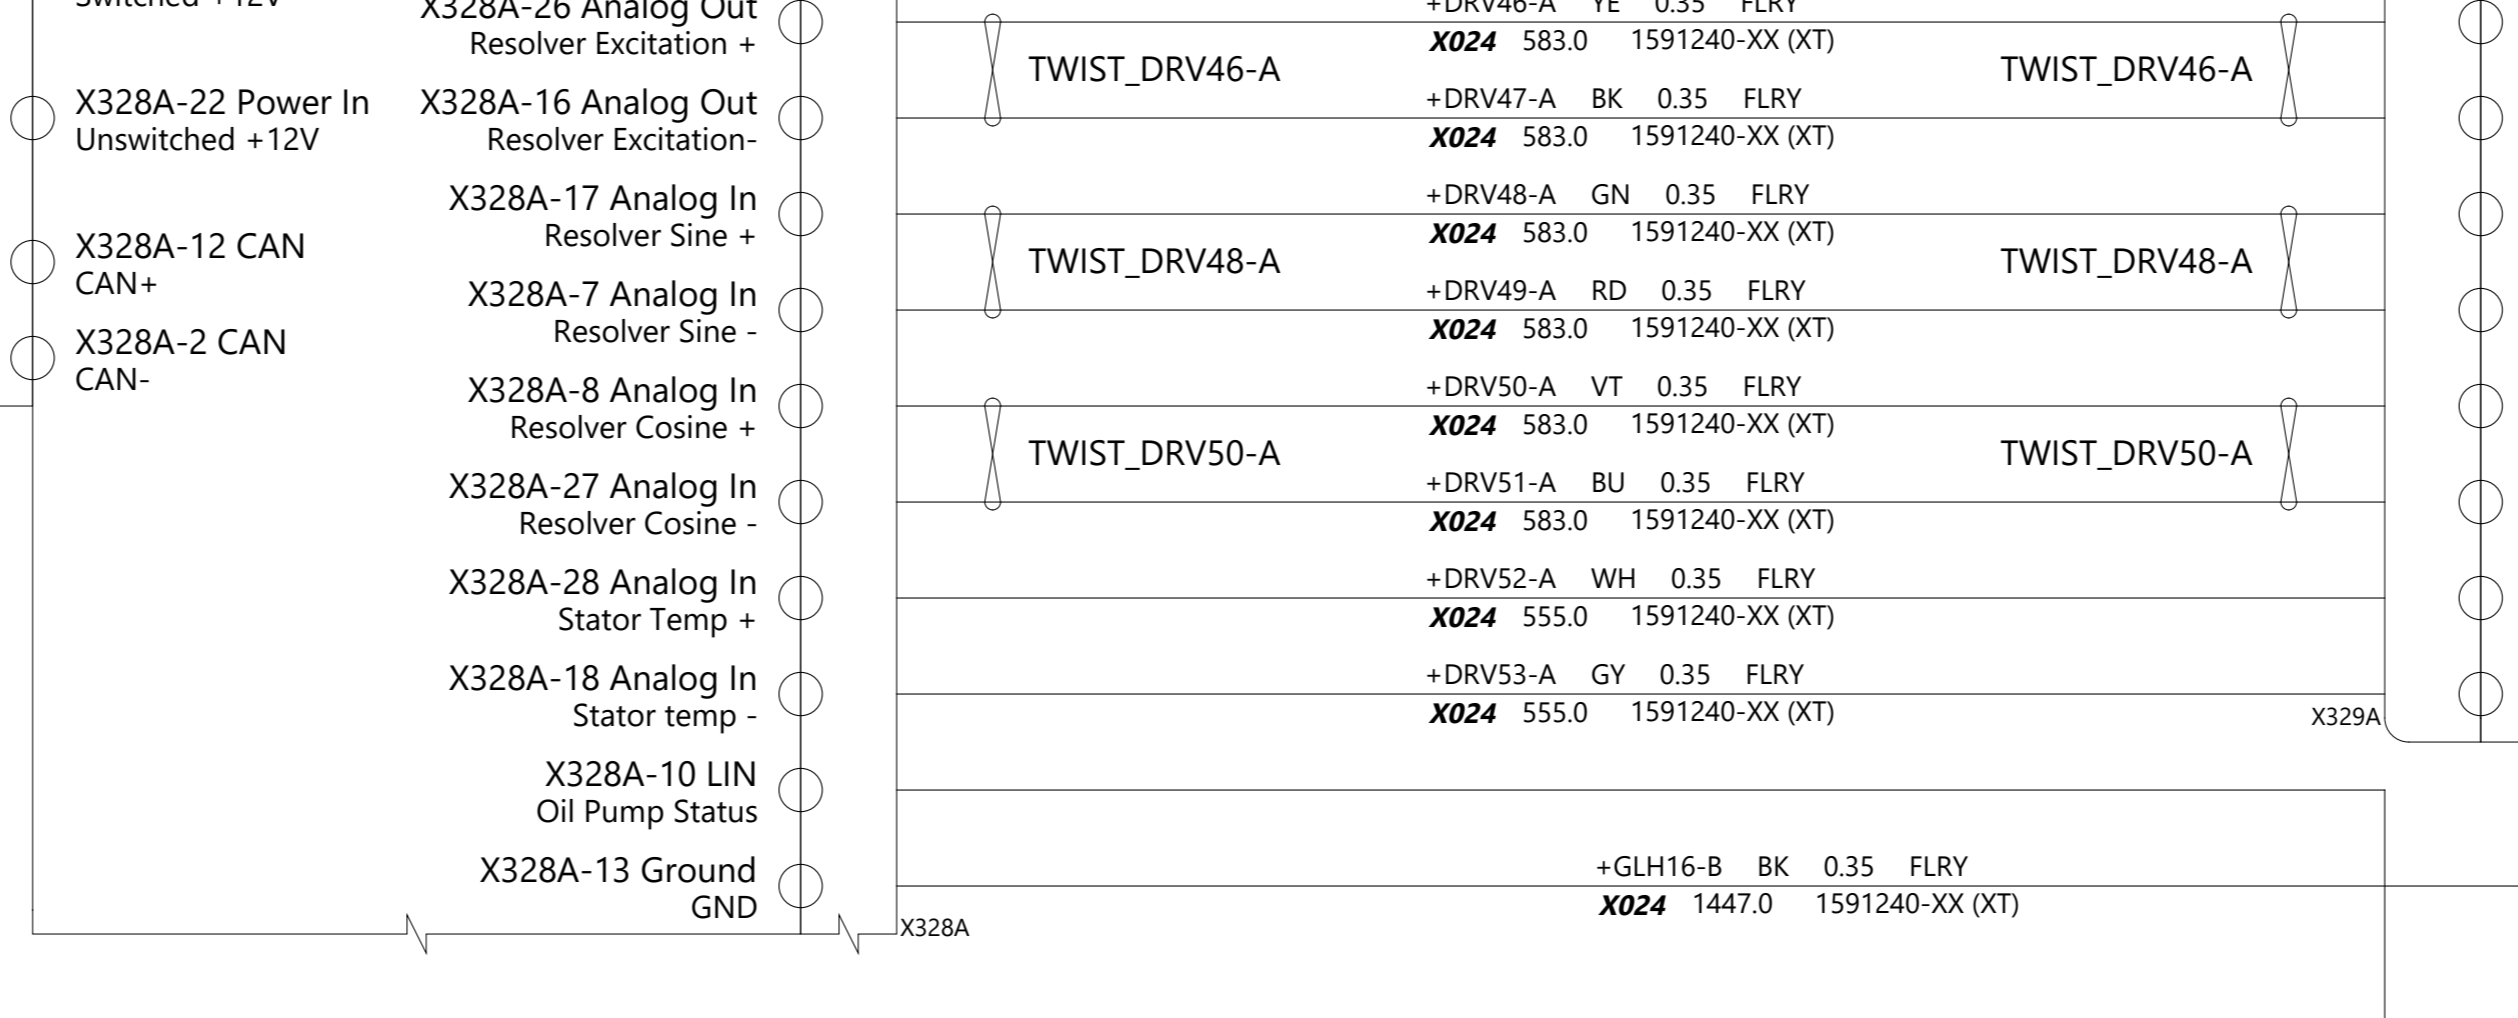 Switched +12V
X328A-26 Analog Out
Resolver Excitation +
+DRV46-A YE 0.35 FLRY
X024 583.0 1591240-XX (XT)
TWIST_DRV46-A
TWIST_DRV46-A
X328A-22 Power In
Unswitched +12V
X328A-16 Analog Out
Resolver Excitation-
+DRV47-A BK 0.35 FLRY
X024 583.0 1591240-XX (XT)
X328A-17 Analog In
Resolver Sine +
+DRV48-A GN 0.35 FLRY
X024 583.0 1591240-XX (XT)
X328A-12 CAN
CAN+
TWIST_DRV48-A
TWIST_DRV48-A
X328A-7 Analog In
Resolver Sine -
+DRV49-A RD 0.35 FLRY
X024 583.0 1591240-XX (XT)
X328A-2 CAN
CAN-
X328A-8 Analog In
Resolver Cosine +
+DRV50-A VT 0.35 FLRY
X024 583.0 1591240-XX (XT)
TWIST_DRV50-A
TWIST_DRV50-A
X328A-27 Analog In
Resolver Cosine -
+DRV51-A BU 0.35 FLRY
X024 583.0 1591240-XX (XT)
X328A-28 Analog In
Stator Temp +
+DRV52-A WH 0.35 FLRY
X024 555.0 1591240-XX (XT)
X328A-18 Analog In
Stator temp -
+DRV53-A GY 0.35 FLRY
X024 555.0 1591240-XX (XT)
X329A
X328A-10 LIN
Oil Pump Status
X328A-13 Ground
GND
+GLH16-B BK 0.35 FLRY
X024 1447.0 1591240-XX (XT)
X328A